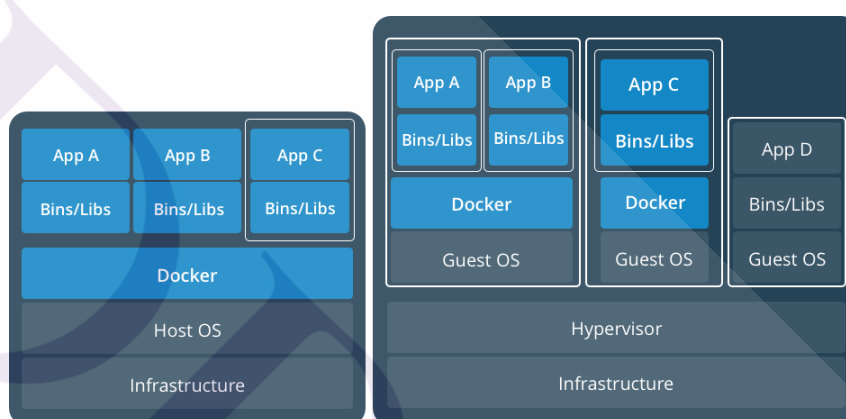 App A App B App C
Bins/Libs Bins/Libs Bins/Libs
Docker
Host OS
Infrastructure
App A App B App C
App D
Bins/Libs Bins/Libs Bins/Libs
Docker Docker Bins/Libs
Guest OS Guest OS Guest OS
Hypervisor
Infrastructure